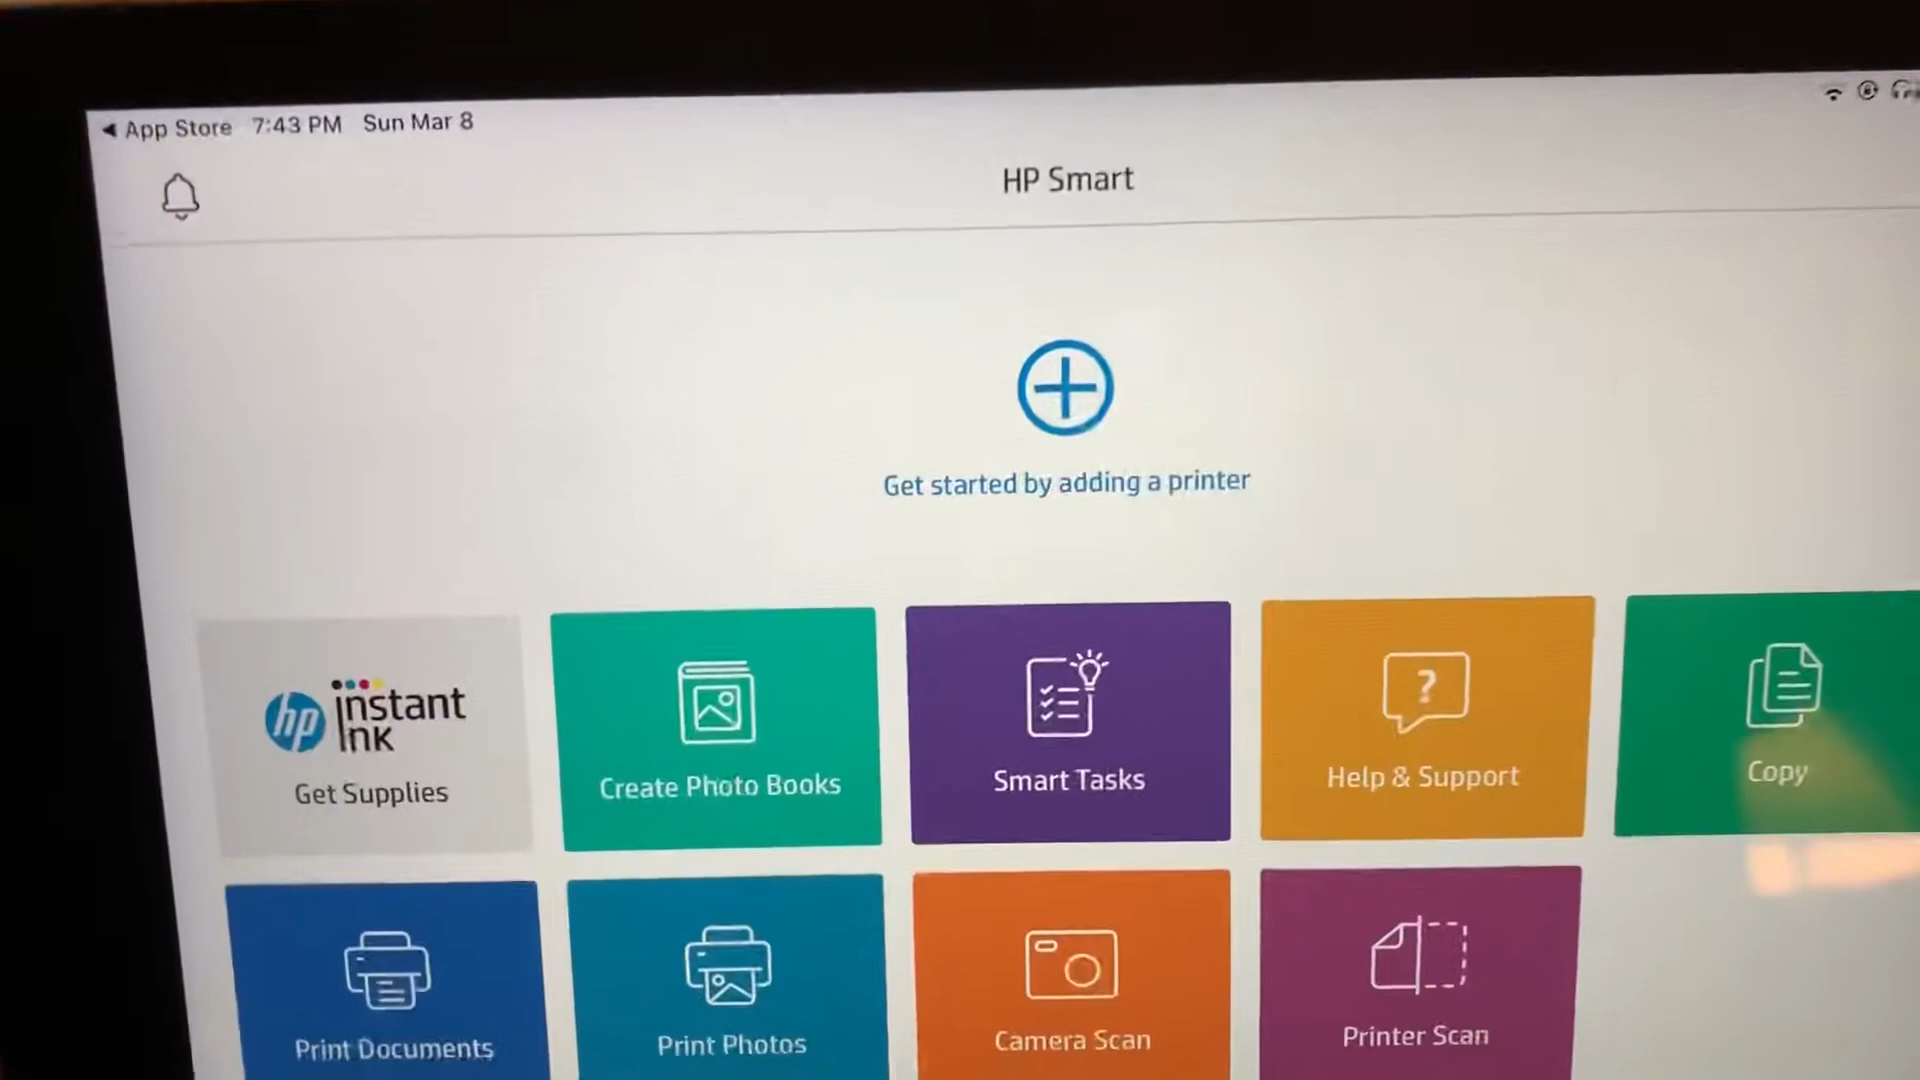 ◄ App Store 7:43 PM Sun Mar 8
HP Smart
Get started by adding a printer
hp instant ink
Get Supplies
Create Photo Books
Smart Tasks
?
Help & Support
Copy
Print Documents
Print Photos
Camera Scan
Printer Scan